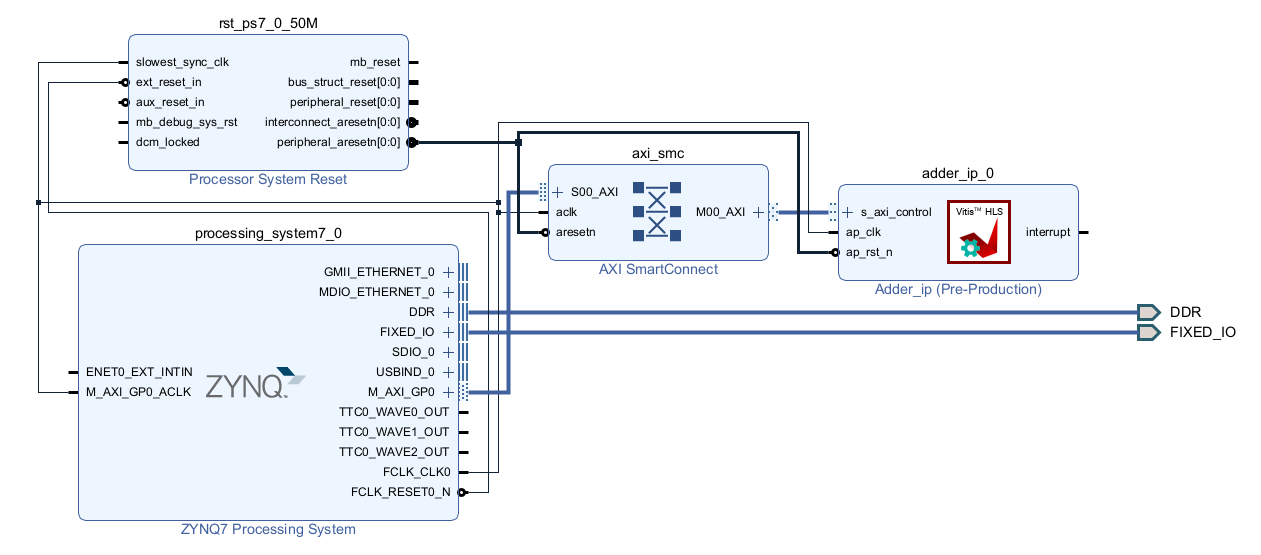 rst_ps7_0_50M
slowest_sync_clk
ext_reset_in
aux_reset_in
mb_debug_sys_rst
dcm_locked
mb_reset
bus_struct_reset[0:0]
peripheral_reset[0:0]
interconnect_aresetn[0:0]
peripheral_aresetn[0:0]
Processor System Reset
axi_smc
S00_AXI
aclk
aresetn
M00_AXI
AXI SmartConnect
adder_ip_0
s_axi_control
ap_clk
ap_rst_n
Vitis™ HLS
interrupt
Adder_ip (Pre-Production)
processing_system7_0
ENET0_EXT_INTIN
M_AXI_GP0_ACLK
ZYNQ
GMII_ETHERNET_0
MDIO_ETHERNET_0
DDR
FIXED_IO
SDIO_0
USBIND_0
M_AXI_GP0
TTC0_WAVE0_OUT
TTC0_WAVE1_OUT
TTC0_WAVE2_OUT
FCLK_CLK0
FCLK_RESET0_N
ZYNQ7 Processing System
DDR
FIXED_IO